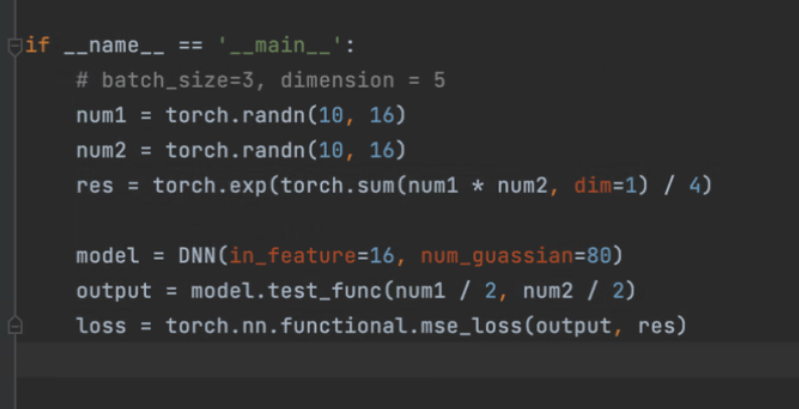 if __name__ == '__main__':
# batch_size=3, dimension = 5
num1 = torch.randn(10, 16)
num2 = torch.randn(10, 16)
res = torch.exp(torch.sum(num1 * num2, dim=1) / 4)
model = DNN(in_feature=16, num_guassian=80)
output = model.test_func(num1 / 2, num2 / 2)
loss = torch.nn.functional.mse_loss(output, res)